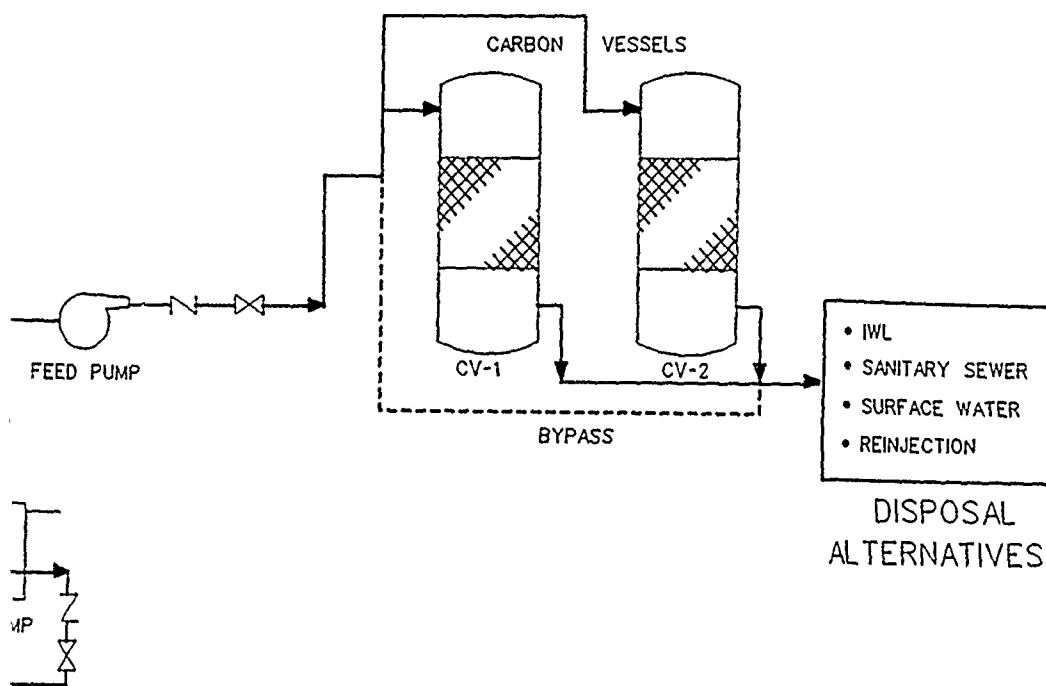 CARBON VESSELS
FEED PUMP
CV-1
CV-2
BYPASS
• IWL
• SANITARY SEWER
• SURFACE WATER
• REINJECTION
DISPOSAL
ALTERNATIVES
MP